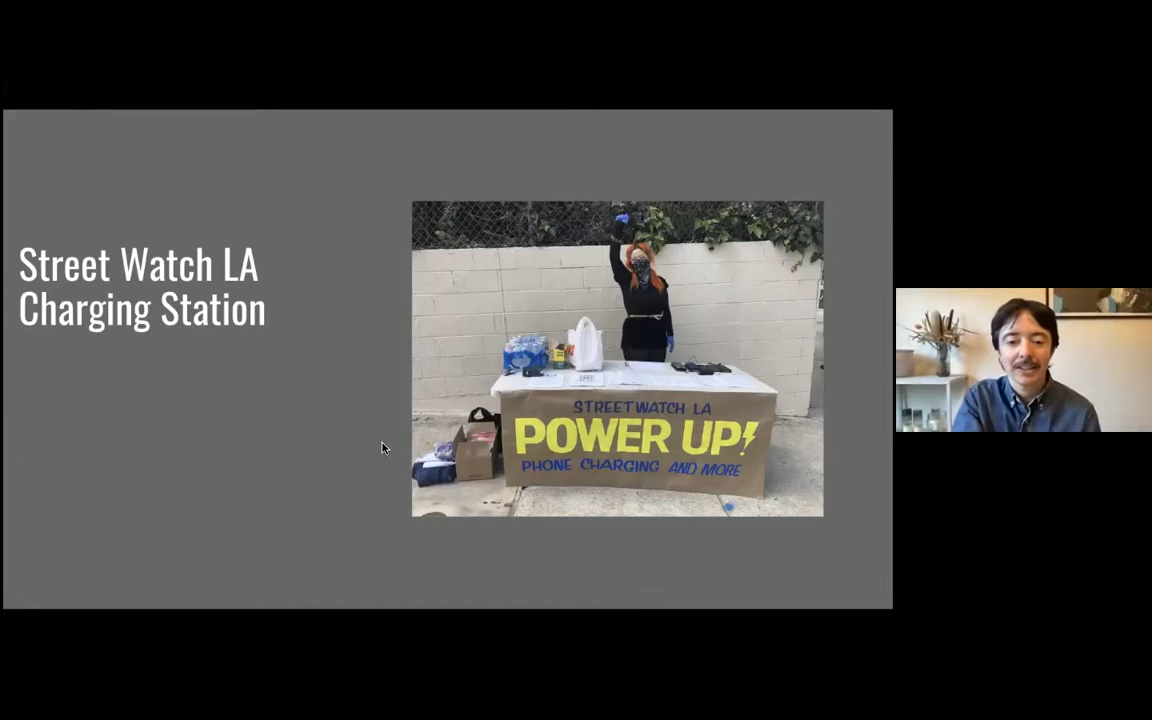 Street Watch LA
Charging Station
STREETWATCH LA
POWER UP!
PHONE CHARGING AND MORE